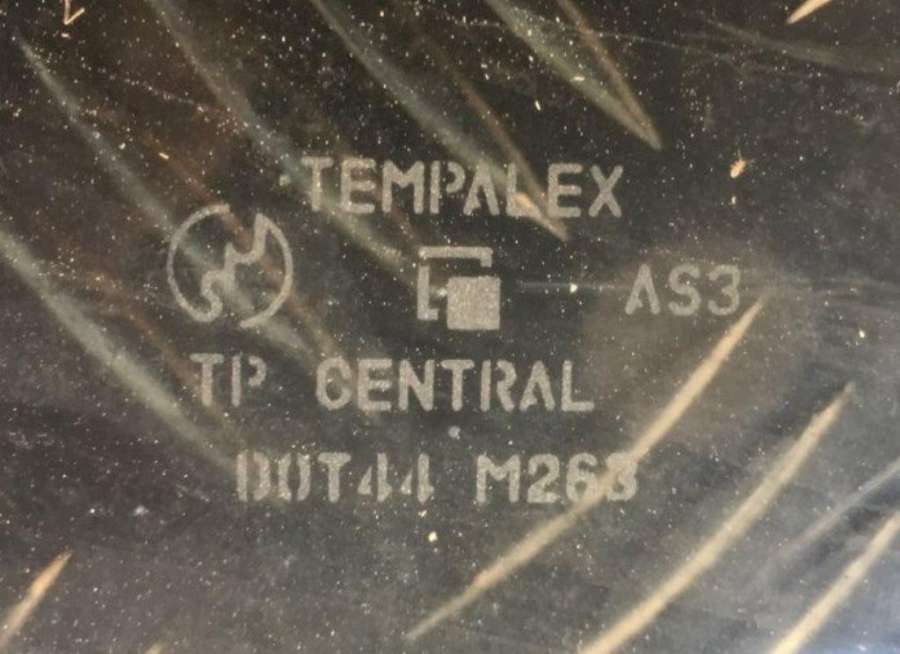 TEMPALEX
AS3
TP CENTRAL
DOT44 M263